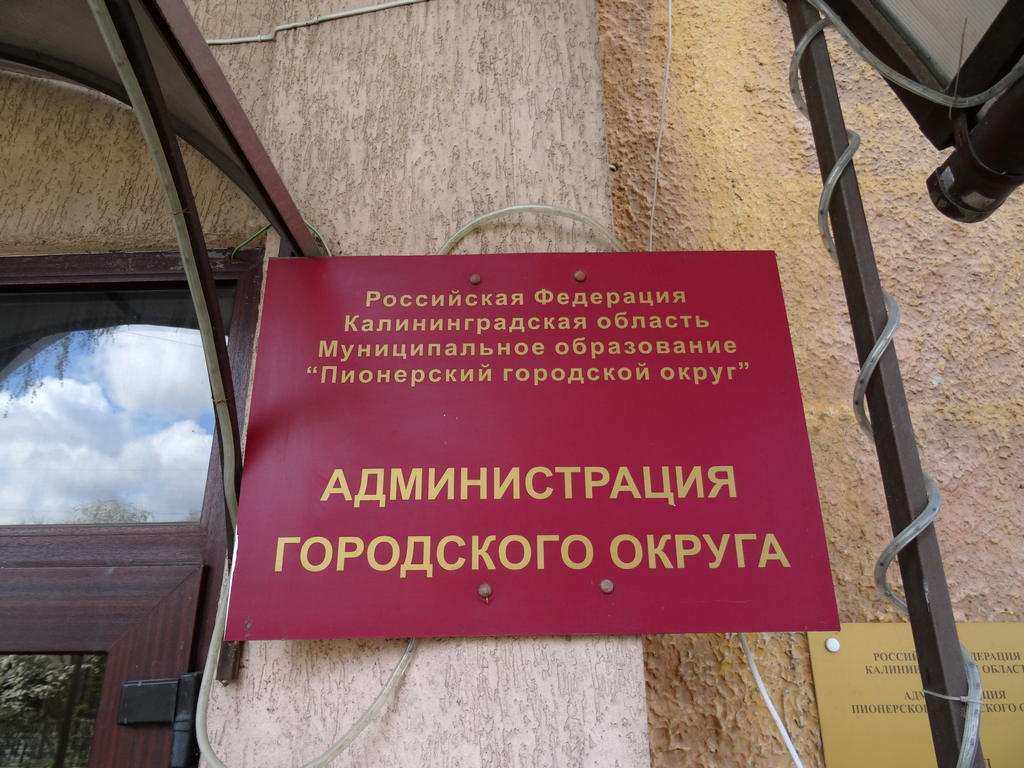 Российская Федерация
Калининградская область
Муниципальное образование
“Пионерский городской округ”
АДМИНИСТРАЦИЯ
ГОРОДСКОГО ОКРУГА